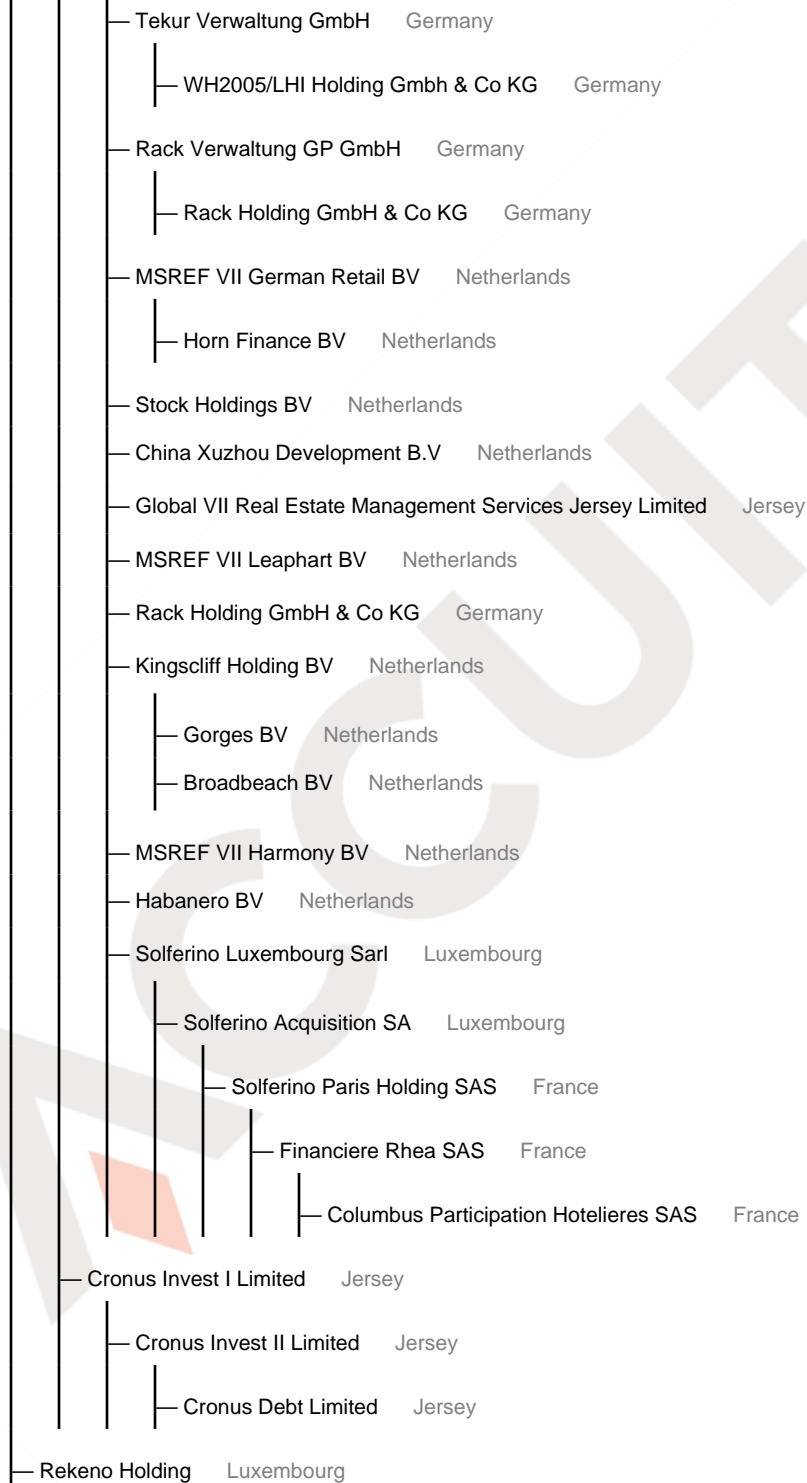 Tekur Verwaltung GmbH Germany
WH2005/LHI Holding Gmbh & Co KG Germany
Rack Verwaltung GP GmbH Germany
Rack Holding GmbH & Co KG Germany
MSREF VII German Retail BV Netherlands
Horn Finance BV Netherlands
Stock Holdings BV Netherlands
China Xuzhou Development B.V Netherlands
Global VII Real Estate Management Services Jersey Limited Jersey
MSREF VII Leaphart BV Netherlands
Rack Holding GmbH & Co KG Germany
Kingscliff Holding BV Netherlands
Gorges BV Netherlands
Broadbeach BV Netherlands
MSREF VII Harmony BV Netherlands
Habanero BV Netherlands
Solferino Luxembourg Sarl Luxembourg
Solferino Acquisition SA Luxembourg
Solferino Paris Holding SAS France
Financiere Rhea SAS France
Columbus Participation Hotelieres SAS France
Cronus Invest I Limited Jersey
Cronus Invest II Limited Jersey
Cronus Debt Limited Jersey
Rekeno Holding Luxembourg
ACCUIT